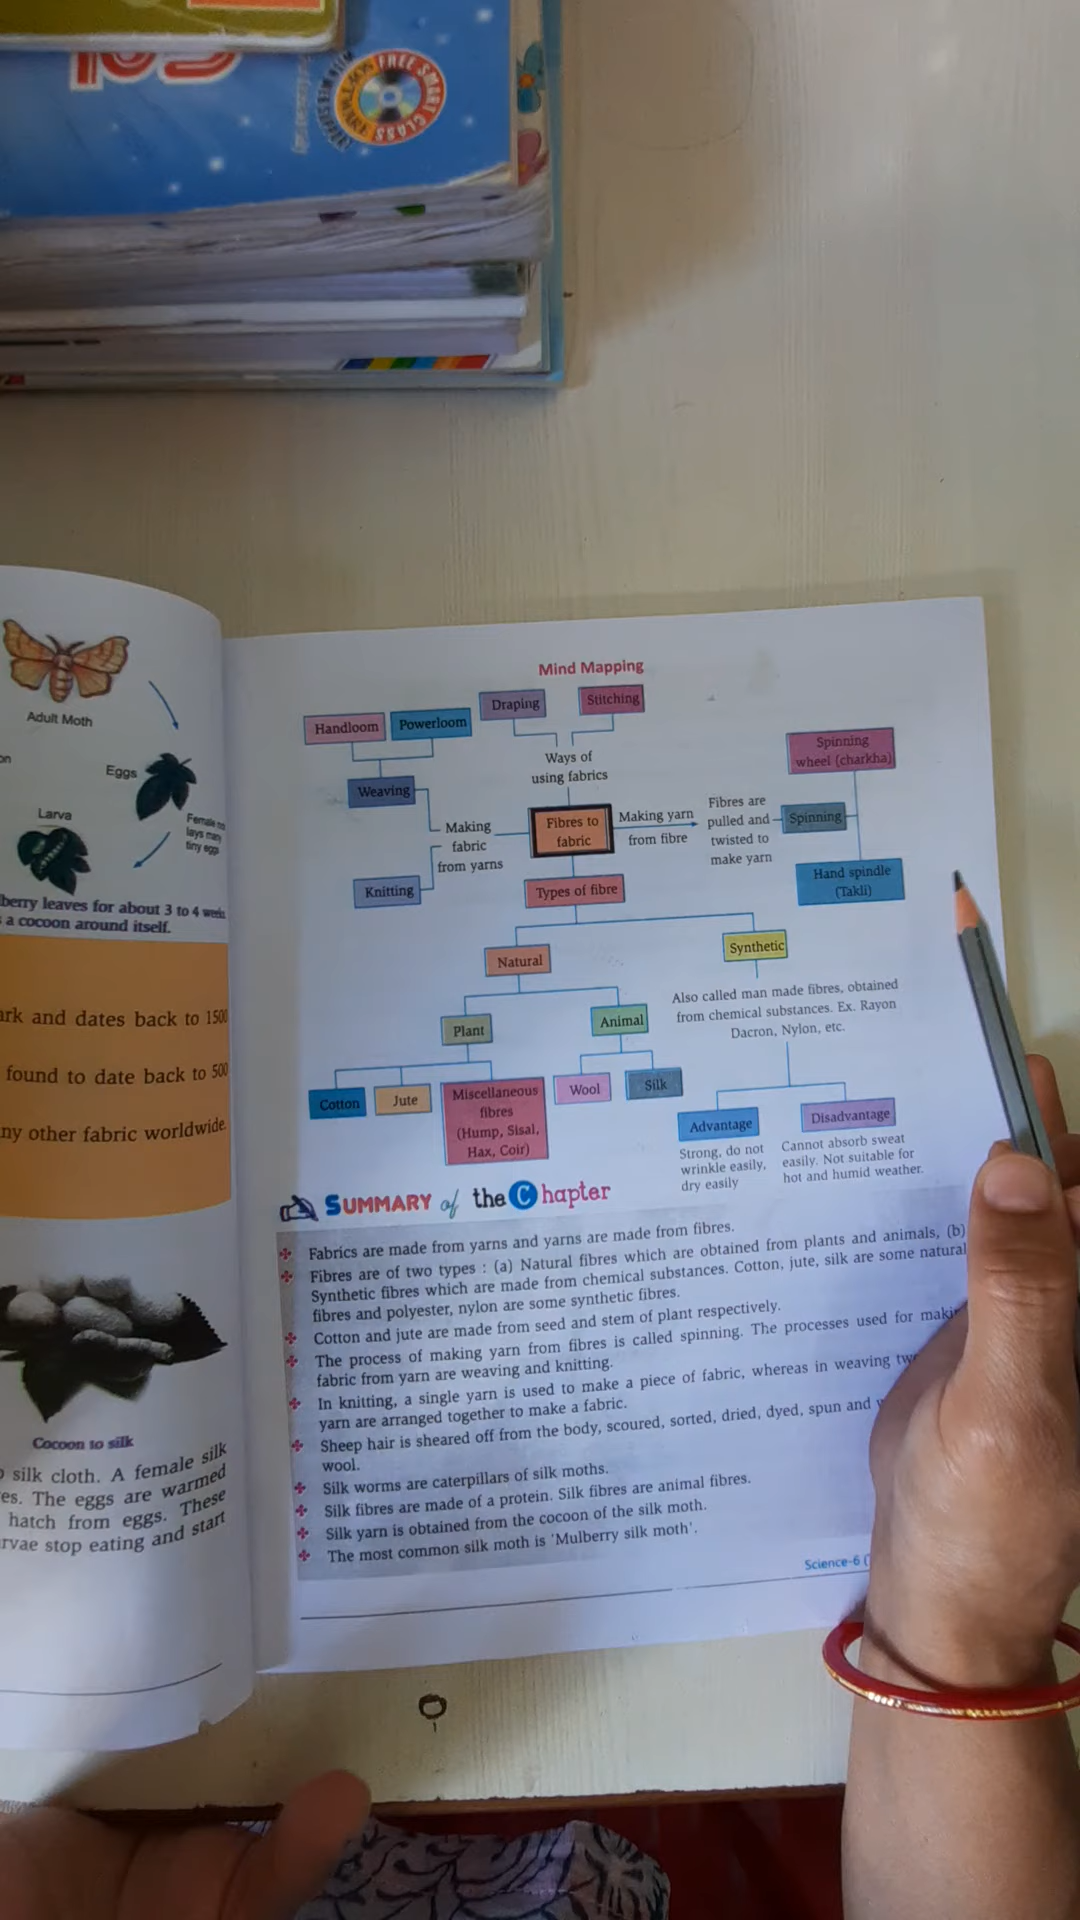 FREE SMART CLASS
SOFTWARE
Adult Moth
Eggs
Larva
lays many
tiny egg
berry leaves for about 3 to 4 weeks
a cocoon around itself.
ark and dates back to 1500
found to date back to 500
ny other fabric worldwide
Cocoon to silk
silk cloth. A female silk
es. The eggs are warmed
hatch from eggs. These
rvae stop eating and start
Mind Mapping
Handloom
Powerloom
Draping
Stitching
Weaving
Ways of
using fabrics
Spinning
wheel (charkha)
Making
fabric
from yarns
Fibres to
fabric
Making yarn
from fibre
Fibres are
pulled and
twisted to
make yarn
Spinning
Knitting
Types of fibre
Hand spindle
(Takli)
Natural
Synthetic
Plant
Animal
Also called man made fibres, obtained
from chemical substances. Ex. Rayon
Dacron, Nylon, etc.
Cotton
Jute
Miscellaneous
fibres
(Hump, Sisal,
Hax, Coir)
Wool
Silk
Advantage
Strong, do not
wrinkle easily,
dry easily
Disadvantage
Cannot absorb sweat
easily. Not suitable for
hot and humid weather.
SUMMARY of the Chapter
Fabrics are made from yarns and yarns are made from fibres.
Fibres are of two types : (a) Natural fibres which are obtained from plants and animals, (b)
Synthetic fibres which are made from chemical substances. Cotton, jute, silk are some natural
fibres and polyester, nylon are some synthetic fibres.
Cotton and jute are made from seed and stem of plant respectively.
The process of making yarn from fibres is called spinning. The processes used for maki
fabric from yarn are weaving and knitting.
In knitting, a single yarn is used to make a piece of fabric, whereas in weaving tw
yarn are arranged together to make a fabric.
Sheep hair is sheared off from the body, scoured, sorted, dried, dyed, spun and
wool.
Silk worms are caterpillars of silk moths.
Silk fibres are made of a protein. Silk fibres are animal fibres.
Silk yarn is obtained from the cocoon of the silk moth.
The most common silk moth is 'Mulberry silk moth'.
Science-6 (